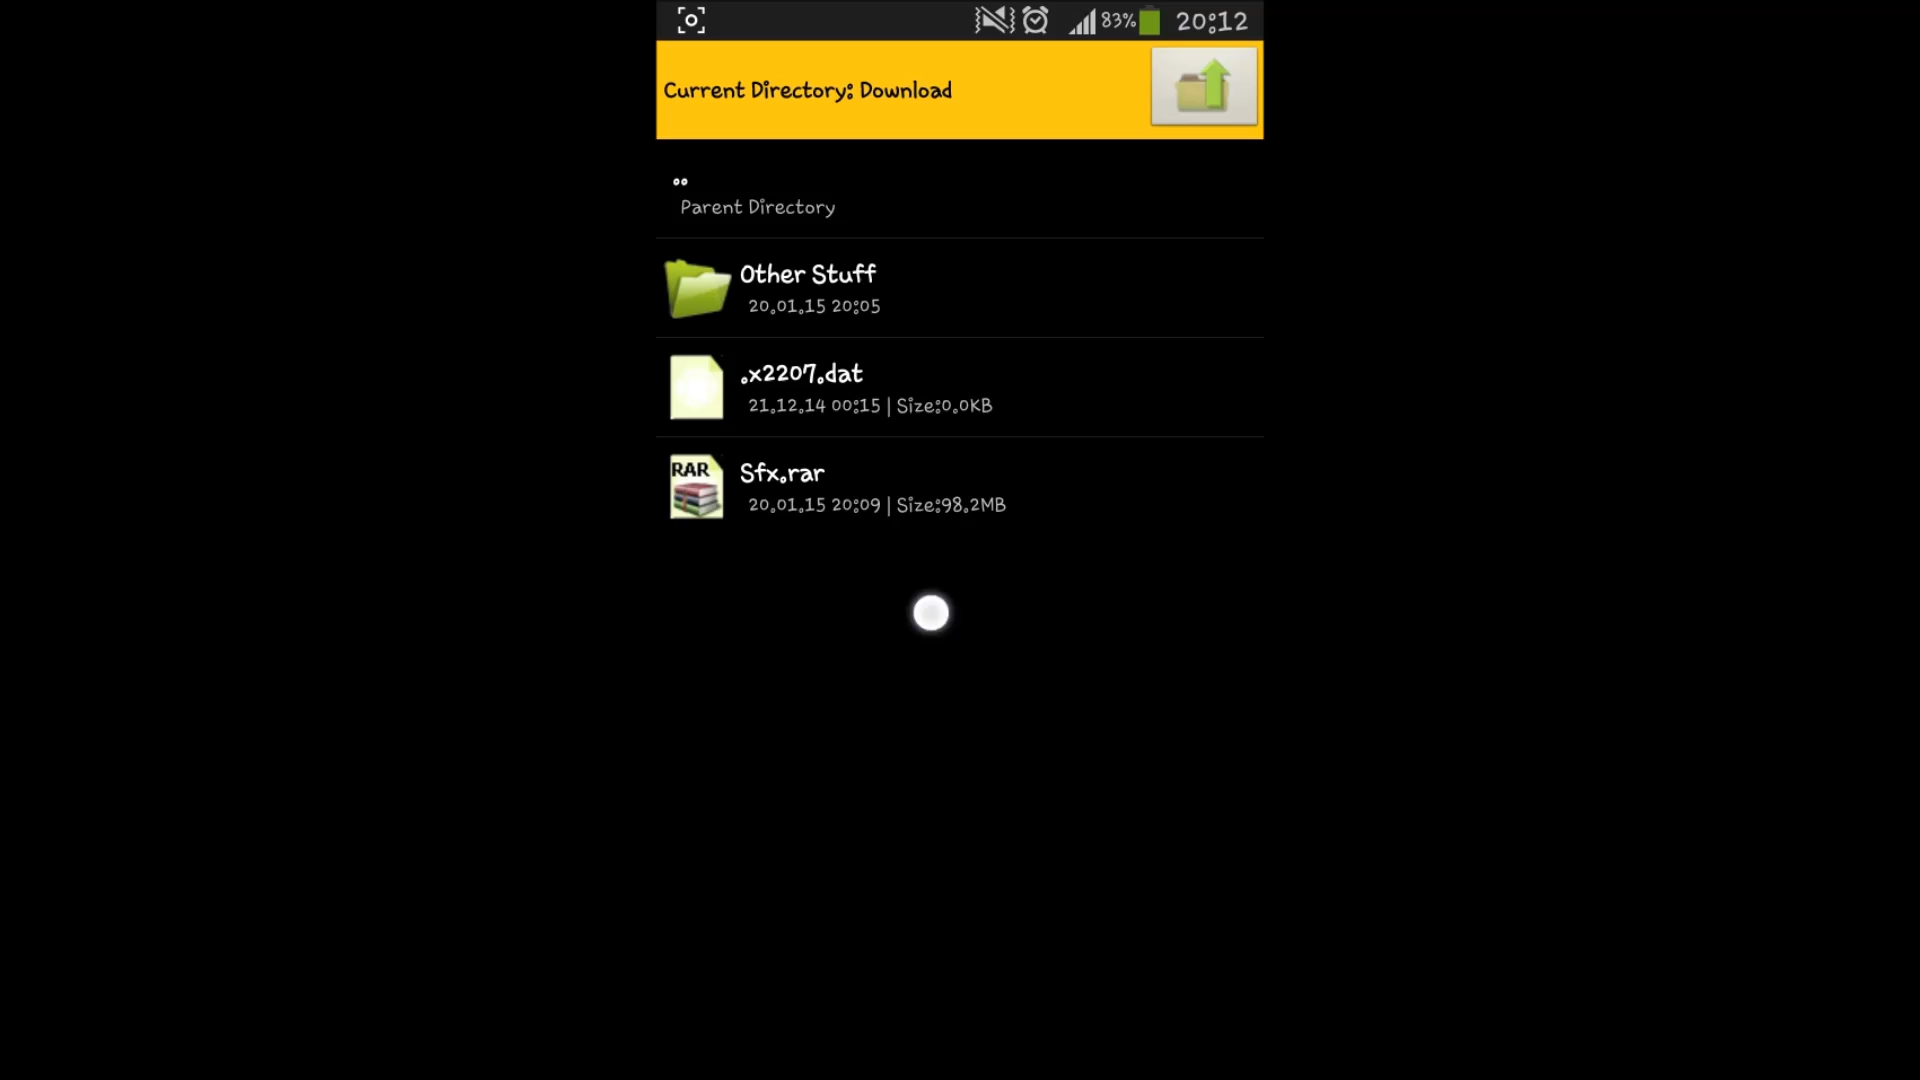 83% 20:12
Current Directory: Download
..
Parent Directory
Other Stuff
20.01.15 20:05
.x2207.dat
21.12.14 00:15 | Size:0.0KB
RAR
Sfx.rar
20.01.15 20:09 | Size:98.2MB